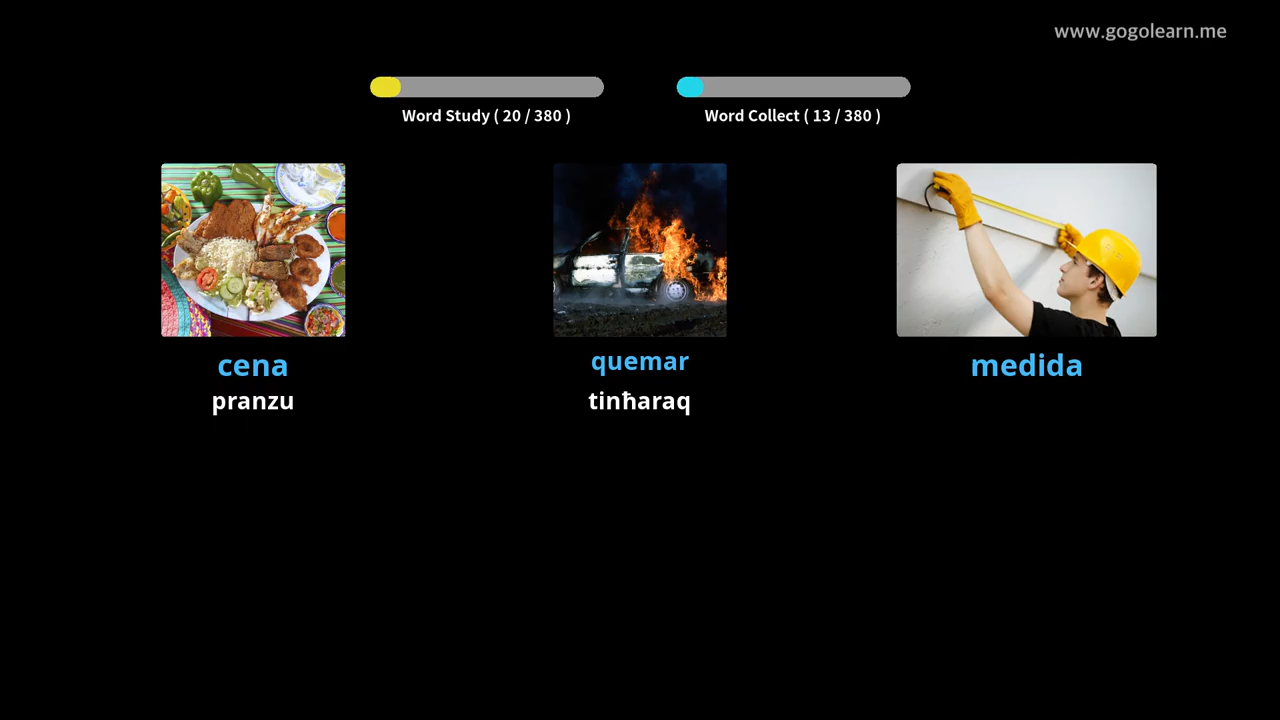 www.gogolearn.me
Word Study ( 20 / 380 )
Word Collect ( 13 / 380 )
cena
pranzu
quemar
tinħaraq
medida